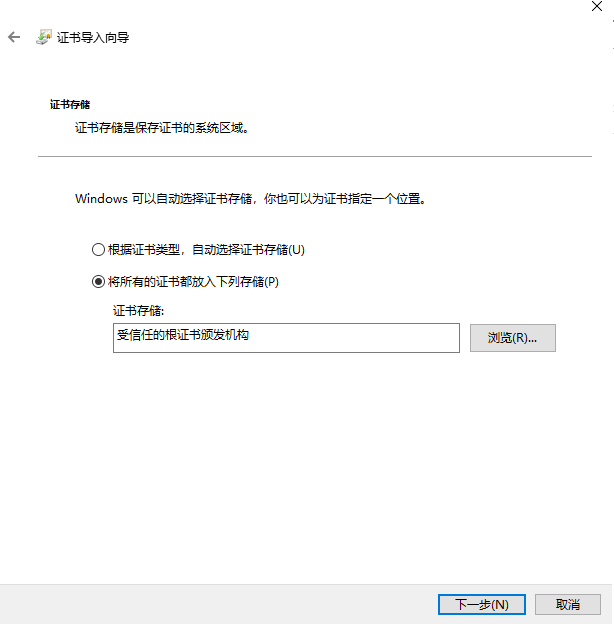 证书导入向导
证书存储
证书存储是保存证书的系统区域。
Windows 可以自动选择证书存储，你也可以为证书指定一个位置。
根据证书类型，自动选择证书存储(U)
将所有的证书都放入下列存储(P)
证书存储:
受信任的根证书颁发机构
浏览(R)...
下一步(N)
取消